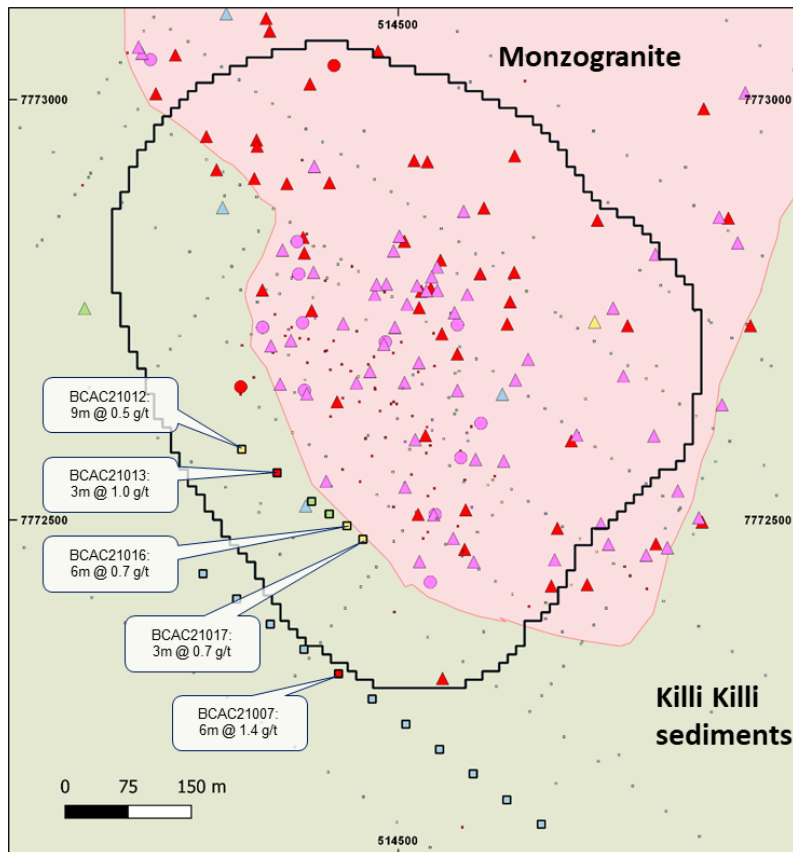 514500
Monzogranite
7773000
7773000
BCAC21012:
9m @ 0.5 g/t
BCAC21013:
3m @ 1.0 g/t
7772500
7772500
BCAC21016:
6m @ 0.7 g/t
BCAC21017:
3m @ 0.7 g/t
Killi Killi
sediments
BCAC21007:
6m @ 1.4 g/t
0 75 150 m
514500